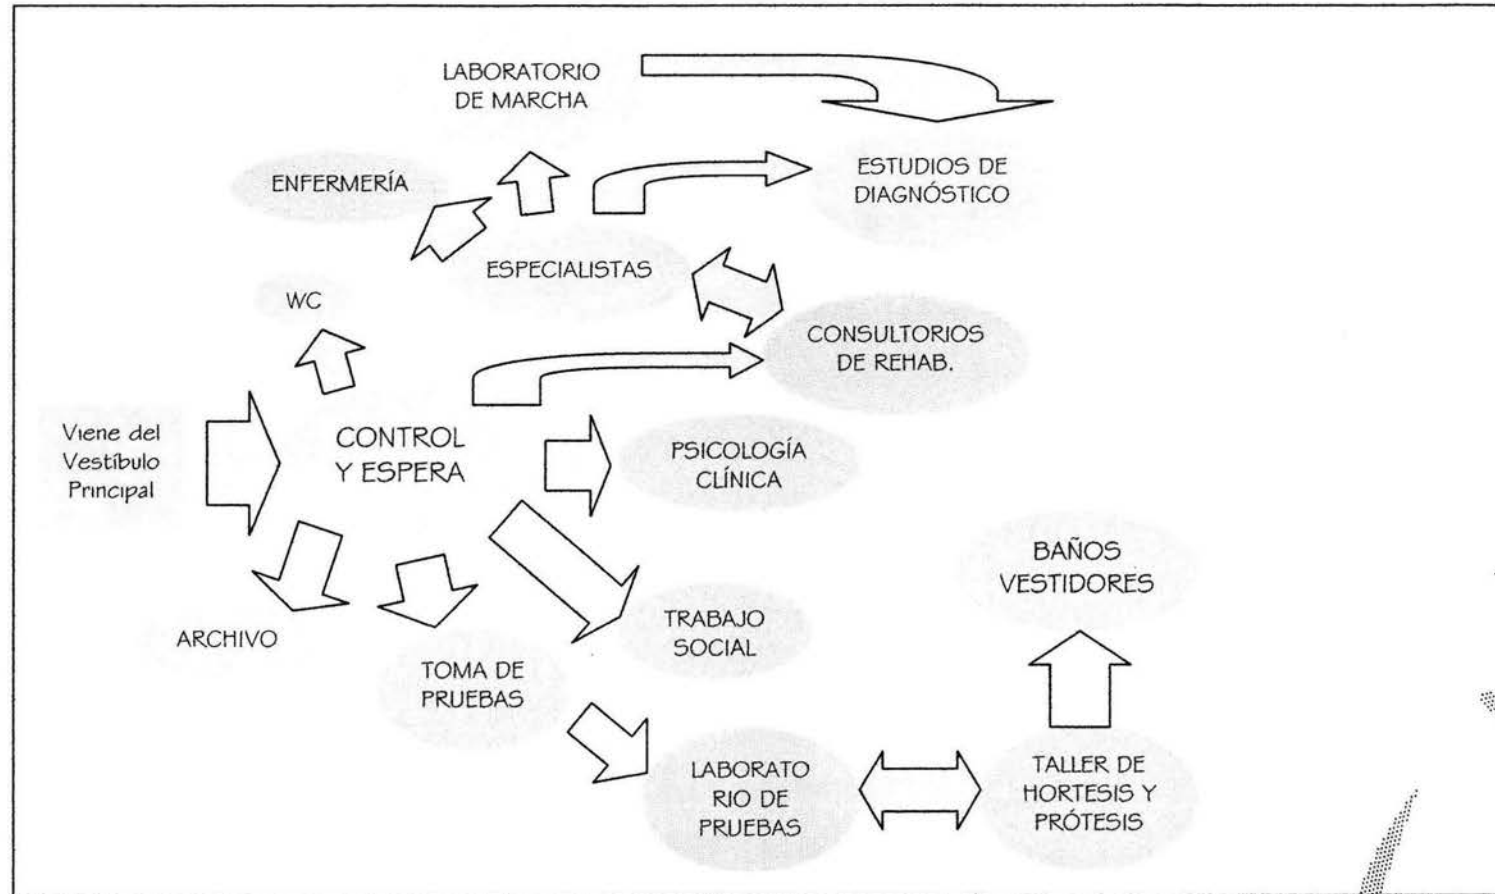 LABORATORIO
DE MARCHA
ENFERMERÍA
ESTUDIOS DE
DIAGNÓSTICO
ESPECIALISTAS
WC
CONSULTORIOS
DE REHAB.
Viene del
Vestíbulo
Principal
CONTROL
Y ESPERA
PSICOLOGÍA
CLÍNICA
BAÑOS
VESTIDORES
ARCHIVO
TRABAJO
SOCIAL
TOMA DE
PRUEBAS
LABORATO
RIO DE
PRUEBAS
TALLER DE
HORTESIS Y
PRÓTESIS